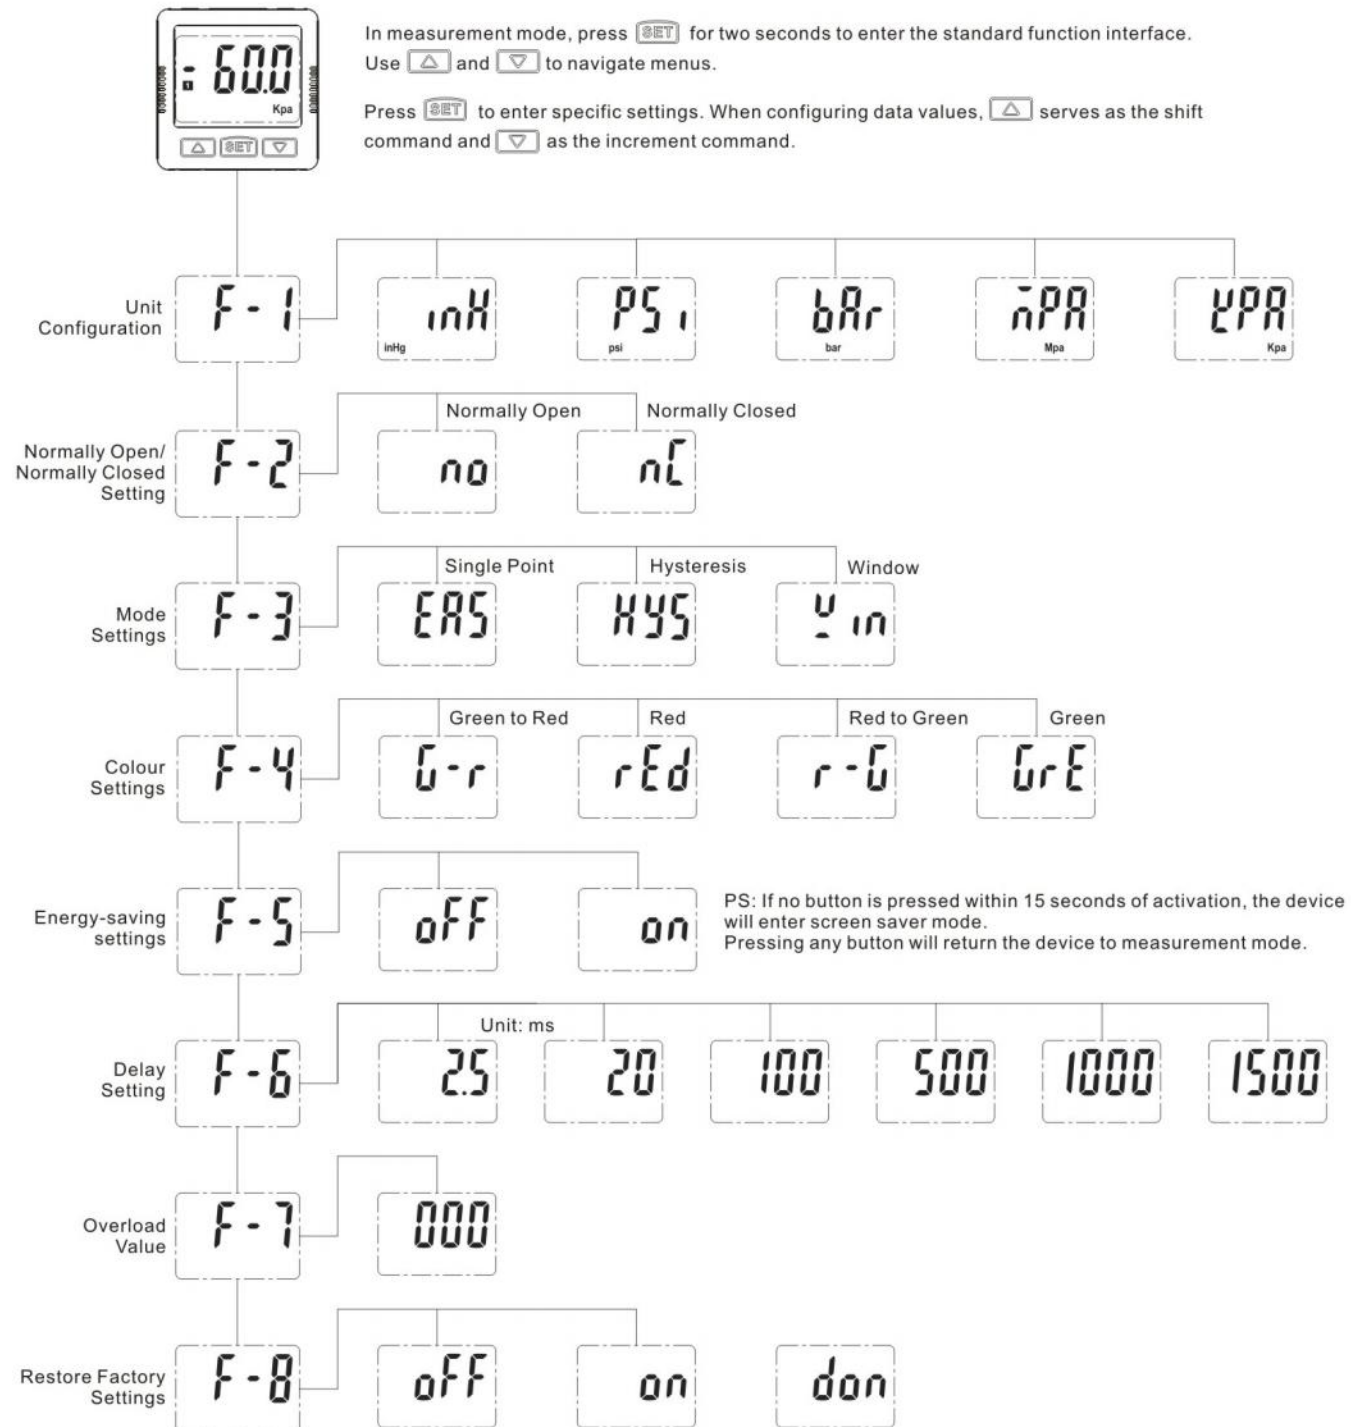 - 60.0
Kpa
SET
In measurement mode, press SET for two seconds to enter the standard function interface.
Use and to navigate menus.
Press SET to enter specific settings. When configuring data values, serves as the shift
command and as the increment command.
Unit
Configuration
F-1
inH
inHg
PSi
psi
bAr
bar
MPA
Mpa
KPA
Kpa
Normally Open/
Normally Closed
Setting
F-2
Normally Open
no
Normally Closed
nC
Mode
Settings
F-3
Single Point
EAS
Hysteresis
HYS
Window
Win
Colour
Settings
F-4
Green to Red
G-r
Red
rEd
Red to Green
r-G
Green
GrE
Energy-saving
settings
F-5
oFF
on
PS: If no button is pressed within 15 seconds of activation, the device
will enter screen saver mode.
Pressing any button will return the device to measurement mode.
Delay
Setting
F-6
Unit: ms
2.5
20
100
500
1000
1500
Overload
Value
F-7
000
Restore Factory
Settings
F-8
oFF
on
don